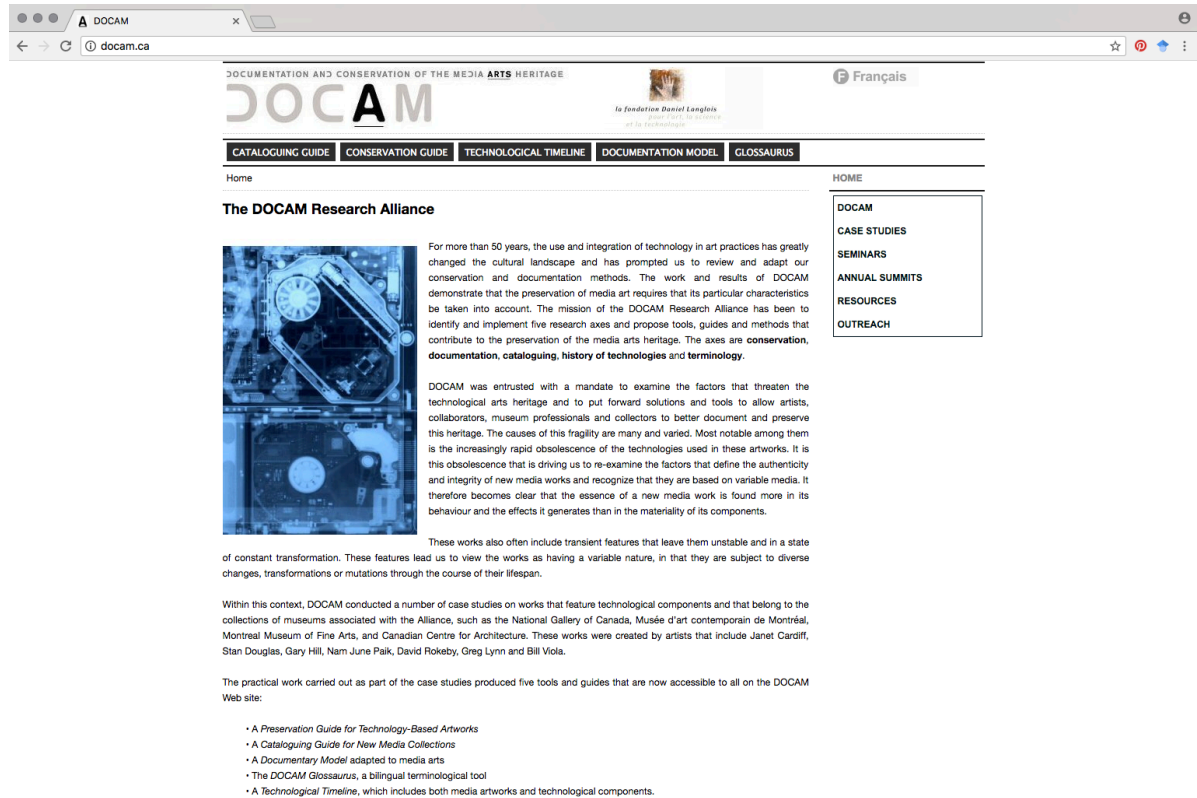 DOCAM
docam.ca
DOCUMENTATION AND CONSERVATION OF THE MEDIA ARTS HERITAGE
DOCAM
la fondation Daniel Langlois
pour l'art, la science
et la technologie
F Français
CATALOGUING GUIDE CONSERVATION GUIDE TECHNOLOGICAL TIMELINE DOCUMENTATION MODEL GLOSSAURUS
Home
The DOCAM Research Alliance
For more than 50 years, the use and integration of technology in art practices has greatly
changed the cultural landscape and has prompted us to review and adapt our
conservation and documentation methods. The work and results of DOCAM
demonstrate that the preservation of media art requires that its particular characteristics
be taken into account. The mission of the DOCAM Research Alliance has been to
identify and implement five research axes and propose tools, guides and methods that
contribute to the preservation of the media arts heritage. The axes are conservation,
documentation, cataloguing, history of technologies and terminology.
DOCAM was entrusted with a mandate to examine the factors that threaten the
technological arts heritage and to put forward solutions and tools to allow artists,
collaborators, museum professionals and collectors to better document and preserve
this heritage. The causes of this fragility are many and varied. Most notable among them
is the increasingly rapid obsolescence of the technologies used in these artworks. It is
this obsolescence that is driving us to re-examine the factors that define the authenticity
and integrity of new media works and recognize that they are based on variable media. It
therefore becomes clear that the essence of a new media work is found more in its
behaviour and the effects it generates than in the materiality of its components.
These works also often include transient features that leave them unstable and in a state
of constant transformation. These features lead us to view the works as having a variable nature, in that they are subject to diverse
changes, transformations or mutations through the course of their lifespan.
Within this context, DOCAM conducted a number of case studies on works that feature technological components and that belong to the
collections of museums associated with the Alliance, such as the National Gallery of Canada, Musée d'art contemporain de Montréal,
Montreal Museum of Fine Arts, and Canadian Centre for Architecture. These works were created by artists that include Janet Cardiff,
Stan Douglas, Gary Hill, Nam June Paik, David Rokeby, Greg Lynn and Bill Viola.
The practical work carried out as part of the case studies produced five tools and guides that are now accessible to all on the DOCAM
Web site:
• A Preservation Guide for Technology-Based Artworks
• A Cataloguing Guide for New Media Collections
• A Documentary Model adapted to media arts
• The DOCAM Glossaurus, a bilingual terminological tool
• A Technological Timeline, which includes both media artworks and technological components.
HOME
DOCAM
CASE STUDIES
SEMINARS
ANNUAL SUMMITS
RESOURCES
OUTREACH